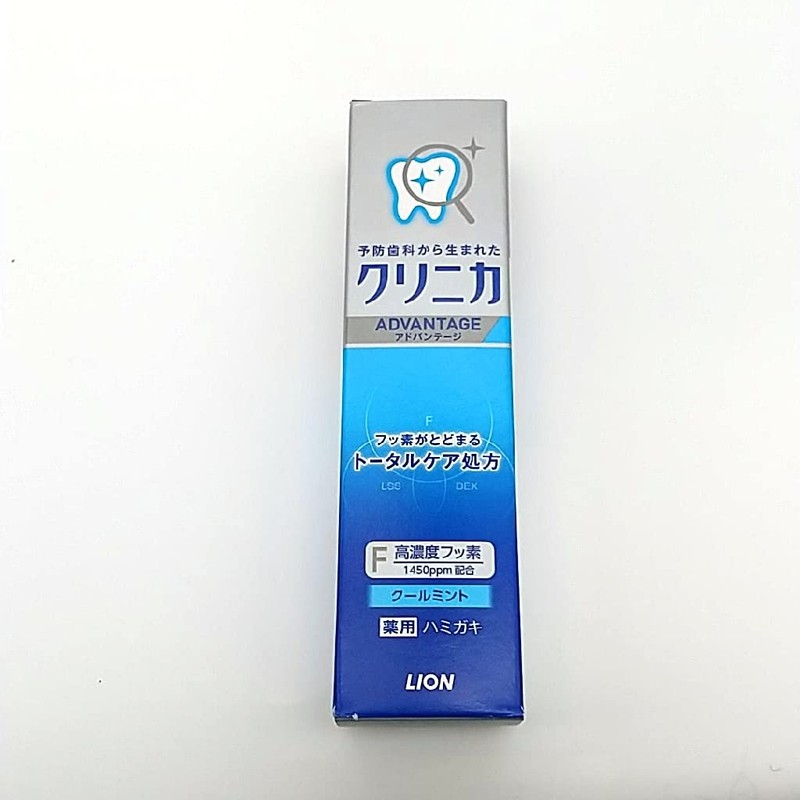 予防歯科から生まれた
クリニカ
ADVANTAGE
アドバンテージ
F
フッ素がとどまる
トータルケア処方
LSS DEX
F 高濃度フッ素
1450ppm 配合
クールミント
薬用 ハミガキ
LION